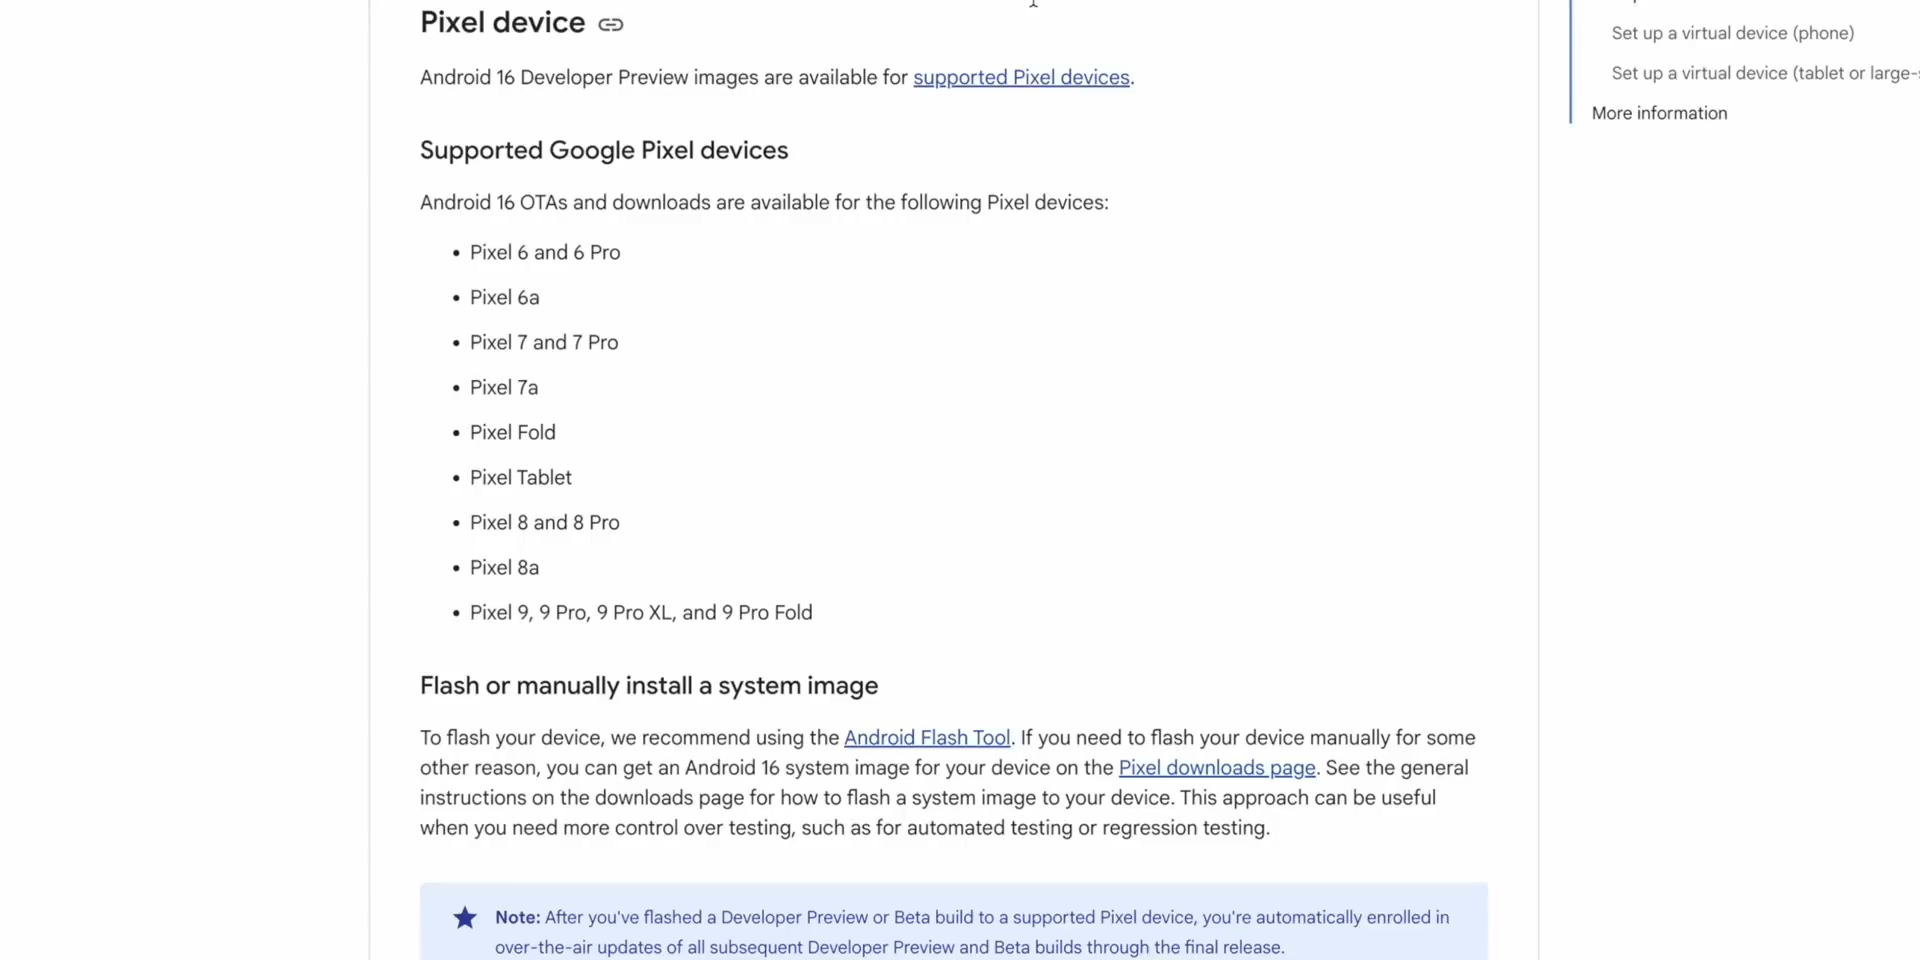 Pixel device
Android 16 Developer Preview images are available for supported Pixel devices.
Supported Google Pixel devices
Android 16 OTAs and downloads are available for the following Pixel devices:
• Pixel 6 and 6 Pro
• Pixel 6a
• Pixel 7 and 7 Pro
• Pixel 7a
• Pixel Fold
• Pixel Tablet
• Pixel 8 and 8 Pro
• Pixel 8a
• Pixel 9, 9 Pro, 9 Pro XL, and 9 Pro Fold
Flash or manually install a system image
To flash your device, we recommend using the Android Flash Tool. If you need to flash your device manually for some
other reason, you can get an Android 16 system image for your device on the Pixel downloads page. See the general
instructions on the downloads page for how to flash a system image to your device. This approach can be useful
when you need more control over testing, such as for automated testing or regression testing.
Note: After you've flashed a Developer Preview or Beta build to a supported Pixel device, you're automatically enrolled in
over-the-air updates of all subsequent Developer Preview and Beta builds through the final release.
Set up a virtual device (phone)
Set up a virtual device (tablet or large-
More information